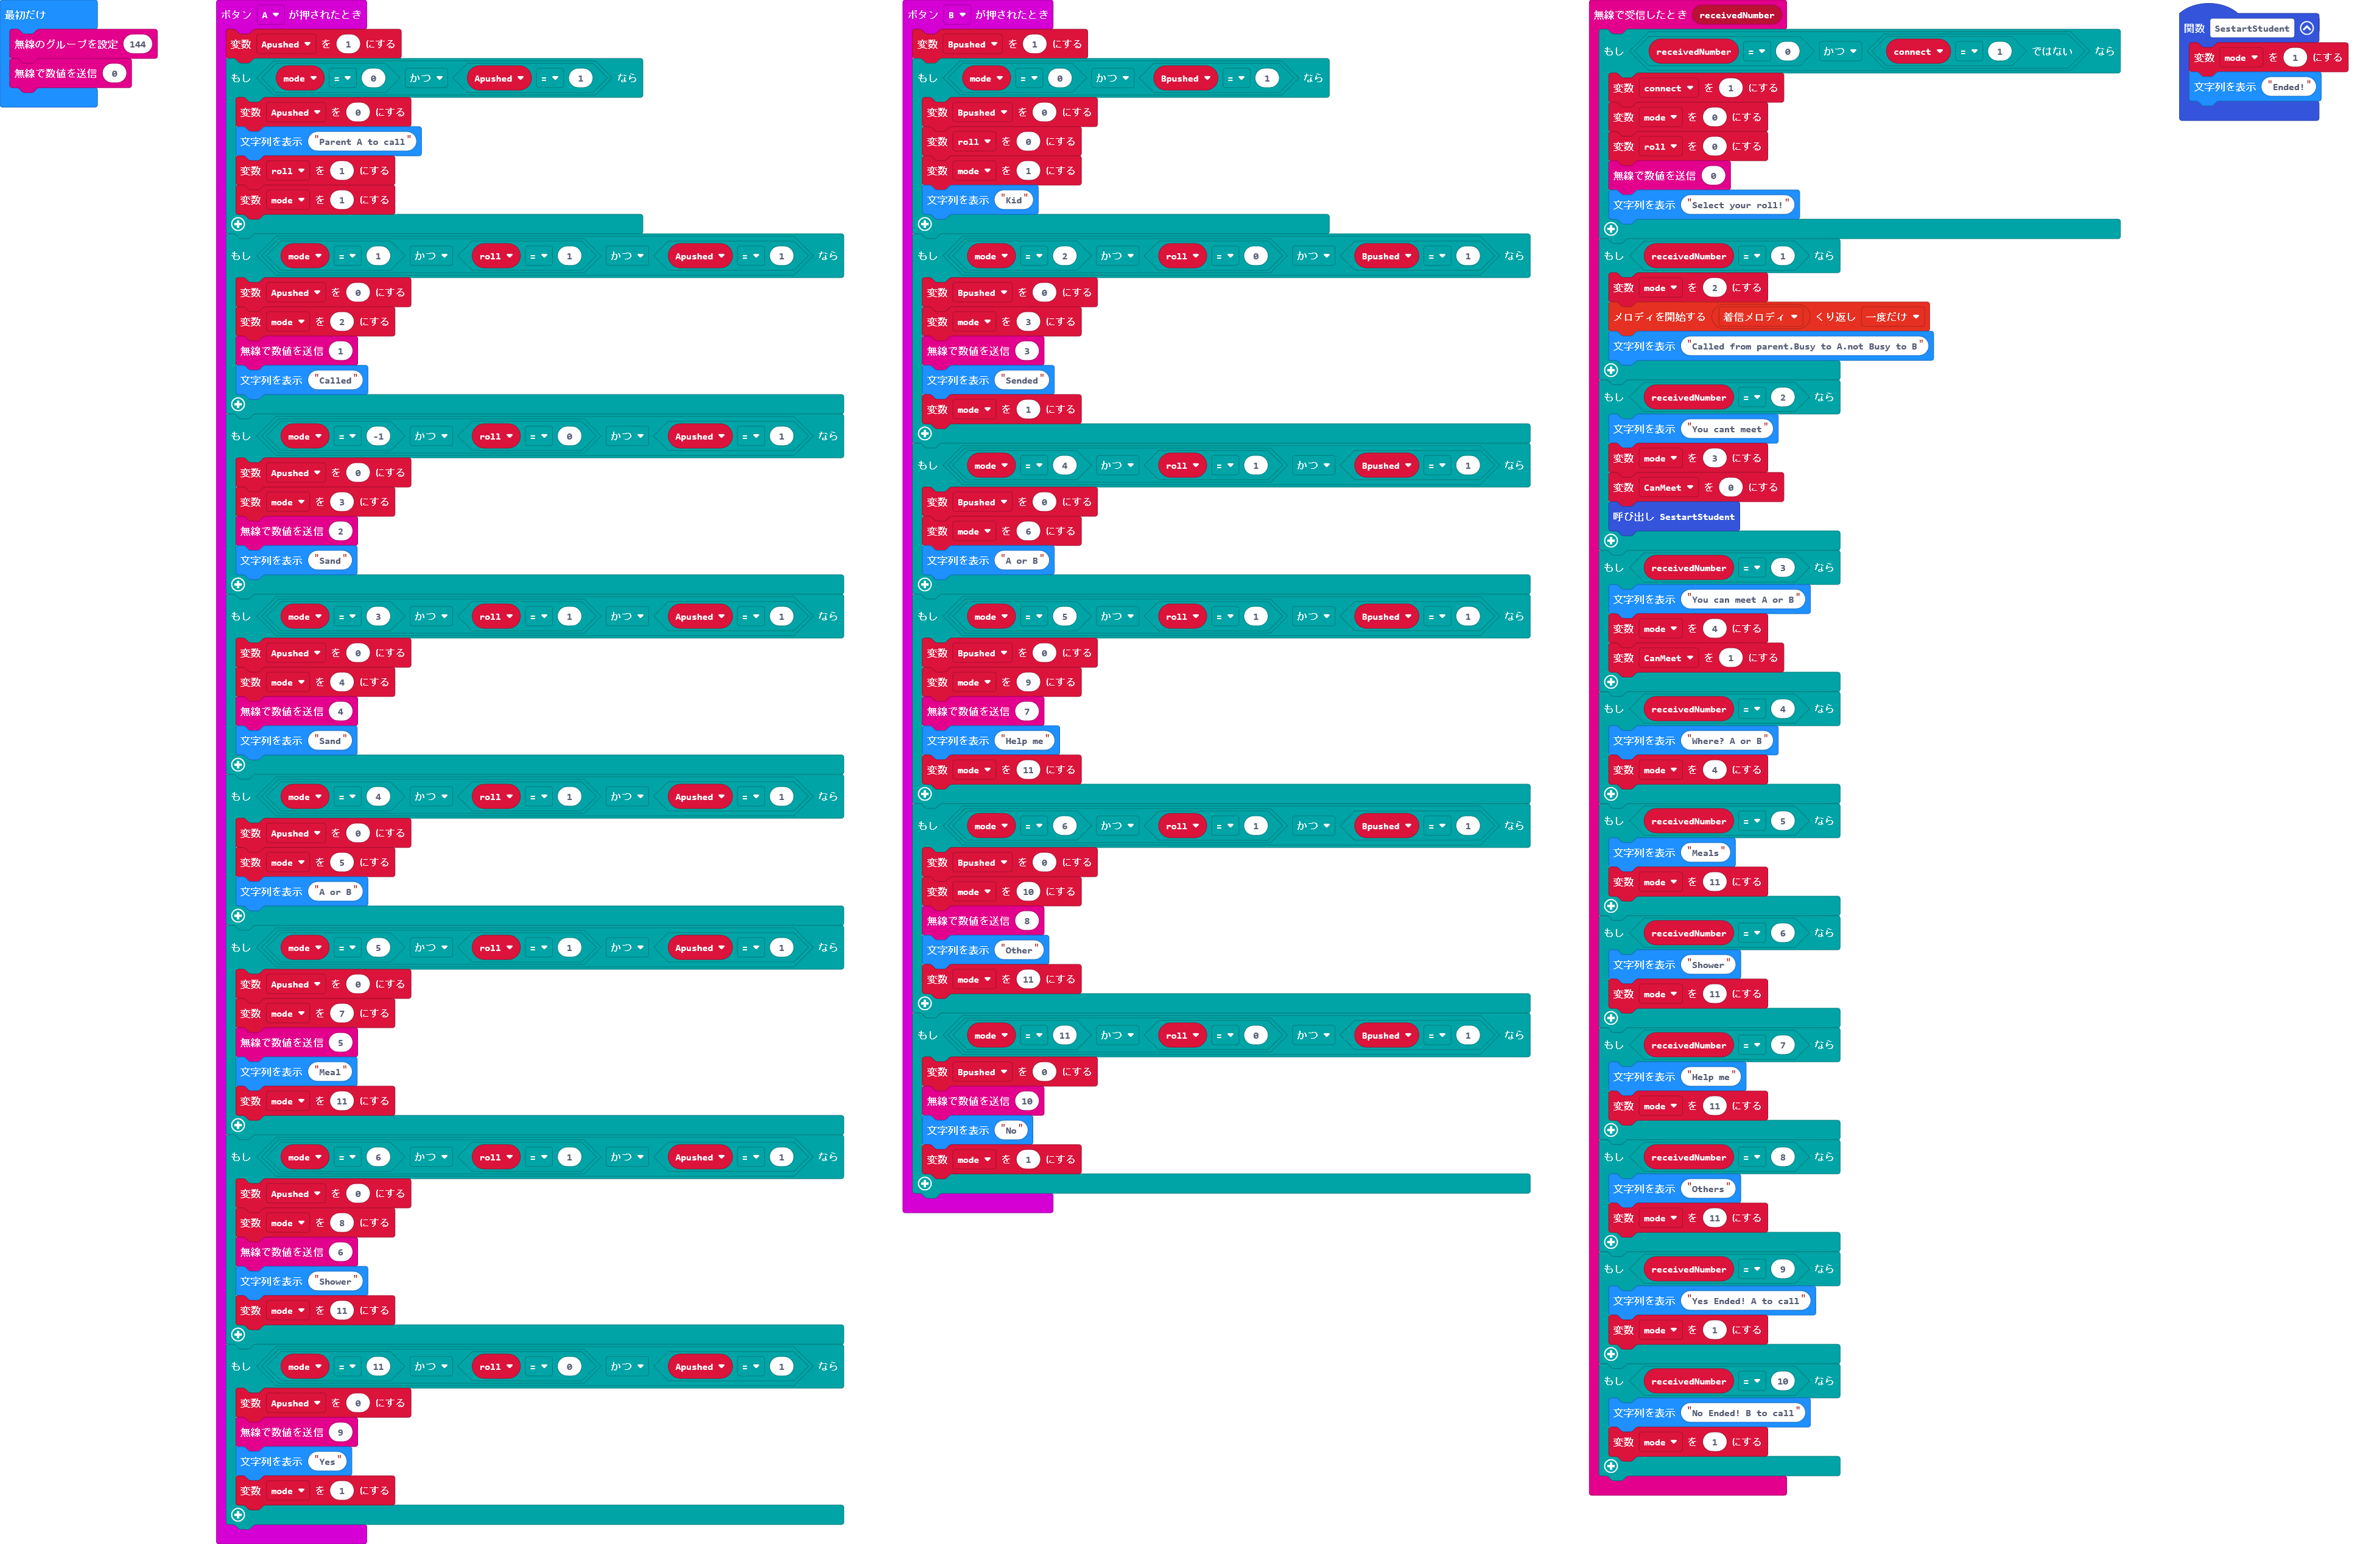 最初だけ
無線のグループを設定 144
無線で数値を送信 0
ボタン A が押されたとき
変数 Apushed を 1 にする
もし mode = 0 かつ Apushed = 1 なら
変数 Apushed を 0 にする
文字列を表示 "Parent A to call"
変数 roll を 1 にする
変数 mode を 1 にする
もし mode = 1 かつ roll = 1 かつ Apushed = 1 なら
変数 Apushed を 0 にする
変数 mode を 2 にする
無線で数値を送信 1
文字列を表示 "Called"
もし mode = -1 かつ roll = 0 かつ Apushed = 1 なら
変数 Apushed を 0 にする
変数 mode を 3 にする
無線で数値を送信 2
文字列を表示 "Sand"
もし mode = 3 かつ roll = 1 かつ Apushed = 1 なら
変数 Apushed を 0 にする
変数 mode を 4 にする
無線で数値を送信 4
文字列を表示 "Sand"
もし mode = 4 かつ roll = 1 かつ Apushed = 1 なら
変数 Apushed を 0 にする
変数 mode を 5 にする
文字列を表示 "A or B"
もし mode = 5 かつ roll = 1 かつ Apushed = 1 なら
変数 Apushed を 0 にする
変数 mode を 7 にする
無線で数値を送信 5
文字列を表示 "Meal"
変数 mode を 11 にする
もし mode = 6 かつ roll = 1 かつ Apushed = 1 なら
変数 Apushed を 0 にする
変数 mode を 8 にする
無線で数値を送信 6
文字列を表示 "Shower"
変数 mode を 11 にする
もし mode = 11 かつ roll = 0 かつ Apushed = 1 なら
変数 Apushed を 0 にする
無線で数値を送信 9
文字列を表示 "Yes"
変数 mode を 1 にする
ボタン B が押されたとき
変数 Bpushed を 1 にする
もし mode = 0 かつ Bpushed = 1 なら
変数 Bpushed を 0 にする
変数 roll を 0 にする
変数 mode を 1 にする
文字列を表示 "Kid"
もし mode = 2 かつ roll = 0 かつ Bpushed = 1 なら
変数 Bpushed を 0 にする
変数 mode を 3 にする
無線で数値を送信 3
文字列を表示 "Sended"
変数 mode を 1 にする
もし mode = 4 かつ roll = 1 かつ Bpushed = 1 なら
変数 Bpushed を 0 にする
変数 mode を 6 にする
文字列を表示 "A or B"
もし mode = 5 かつ roll = 1 かつ Bpushed = 1 なら
変数 Bpushed を 0 にする
変数 mode を 9 にする
無線で数値を送信 7
文字列を表示 "Help me"
変数 mode を 11 にする
もし mode = 6 かつ roll = 1 かつ Bpushed = 1 なら
変数 Bpushed を 0 にする
変数 mode を 10 にする
無線で数値を送信 8
文字列を表示 "Other"
変数 mode を 11 にする
もし mode = 11 かつ roll = 0 かつ Bpushed = 1 なら
変数 Bpushed を 0 にする
無線で数値を送信 10
文字列を表示 "No"
変数 mode を 1 にする
無線で受信したとき receivedNumber
もし receivedNumber = 0 かつ connect = 1 ではない なら
変数 connect を 1 にする
変数 mode を 0 にする
変数 roll を 0 にする
無線で数値を送信 0
文字列を表示 "Select your roll!"
もし receivedNumber = 1 なら
変数 mode を 2 にする
メロディを開始する 着信メロディ くり返し 一度だけ
文字列を表示 "Called from parent.Busy to A.not Busy to B"
もし receivedNumber = 2 なら
文字列を表示 "You cant meet"
変数 mode を 3 にする
変数 CanMeet を 0 にする
呼び出し SestartStudent
もし receivedNumber = 3 なら
文字列を表示 "You can meet A or B"
変数 mode を 4 にする
変数 CanMeet を 1 にする
もし receivedNumber = 4 なら
文字列を表示 "Where? A or B"
変数 mode を 4 にする
もし receivedNumber = 5 なら
文字列を表示 "Meals"
変数 mode を 11 にする
もし receivedNumber = 6 なら
文字列を表示 "Shower"
変数 mode を 11 にする
もし receivedNumber = 7 なら
文字列を表示 "Help me"
変数 mode を 11 にする
もし receivedNumber = 8 なら
文字列を表示 "Others"
変数 mode を 11 にする
もし receivedNumber = 9 なら
文字列を表示 "Yes Ended! A to call"
変数 mode を 1 にする
もし receivedNumber = 10 なら
文字列を表示 "No Ended! B to call"
変数 mode を 1 にする
関数 SestartStudent
変数 mode を 1 にする
文字列を表示 "Ended!"